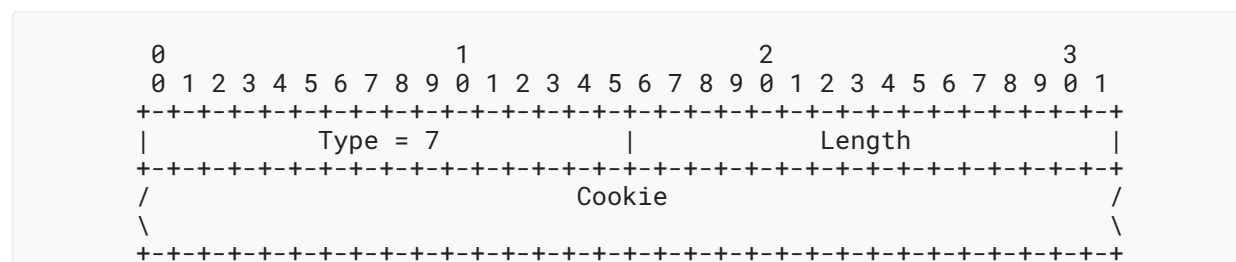 0                   1                   2                   3
 0 1 2 3 4 5 6 7 8 9 0 1 2 3 4 5 6 7 8 9 0 1 2 3 4 5 6 7 8 9 0 1
+-+-+-+-+-+-+-+-+-+-+-+-+-+-+-+-+-+-+-+-+-+-+-+-+-+-+-+-+-+-+-+-+
|           Type = 7            |            Length             |
+-+-+-+-+-+-+-+-+-+-+-+-+-+-+-+-+-+-+-+-+-+-+-+-+-+-+-+-+-+-+-+-+
/                            Cookie                             /
\                                                               \
+-+-+-+-+-+-+-+-+-+-+-+-+-+-+-+-+-+-+-+-+-+-+-+-+-+-+-+-+-+-+-+-+